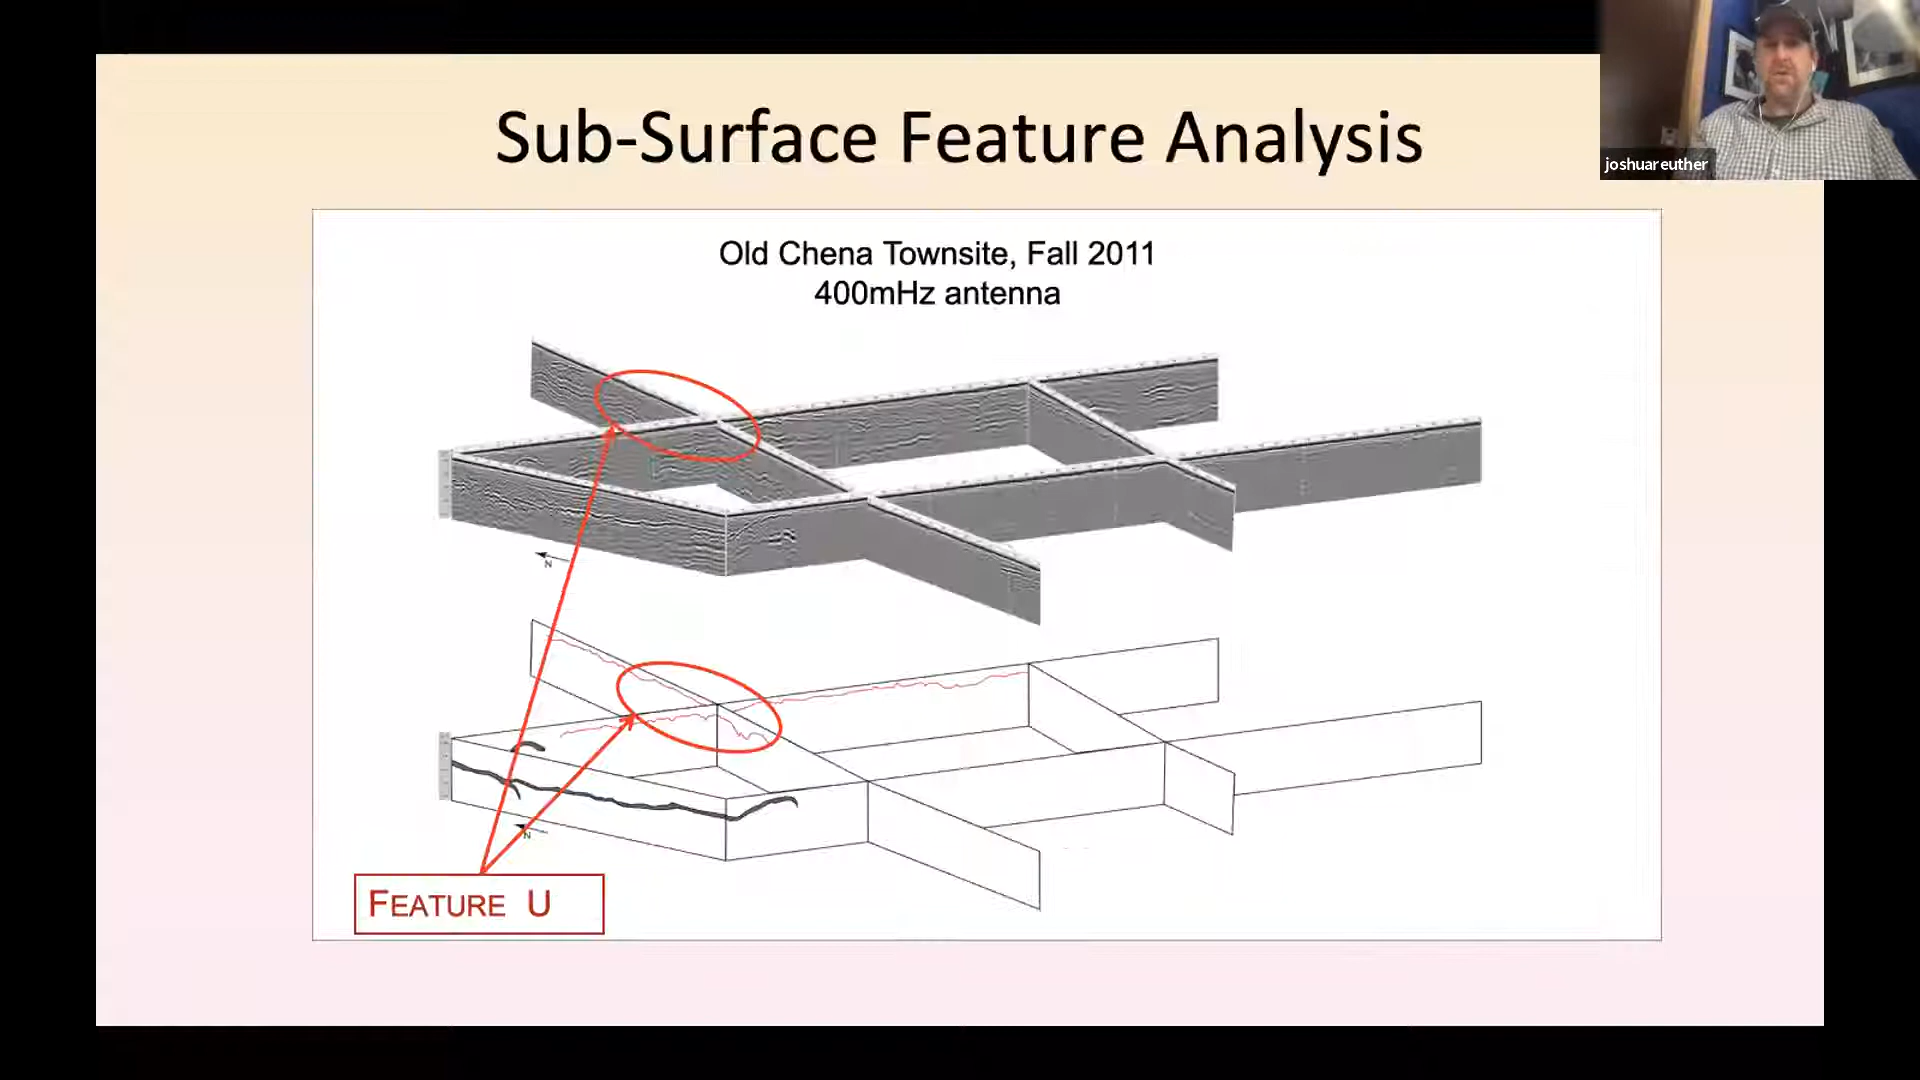 Sub-Surface Feature Analysis
joshuareuther
Old Chena Townsite, Fall 2011
400mHz antenna
N
N
FEATURE U